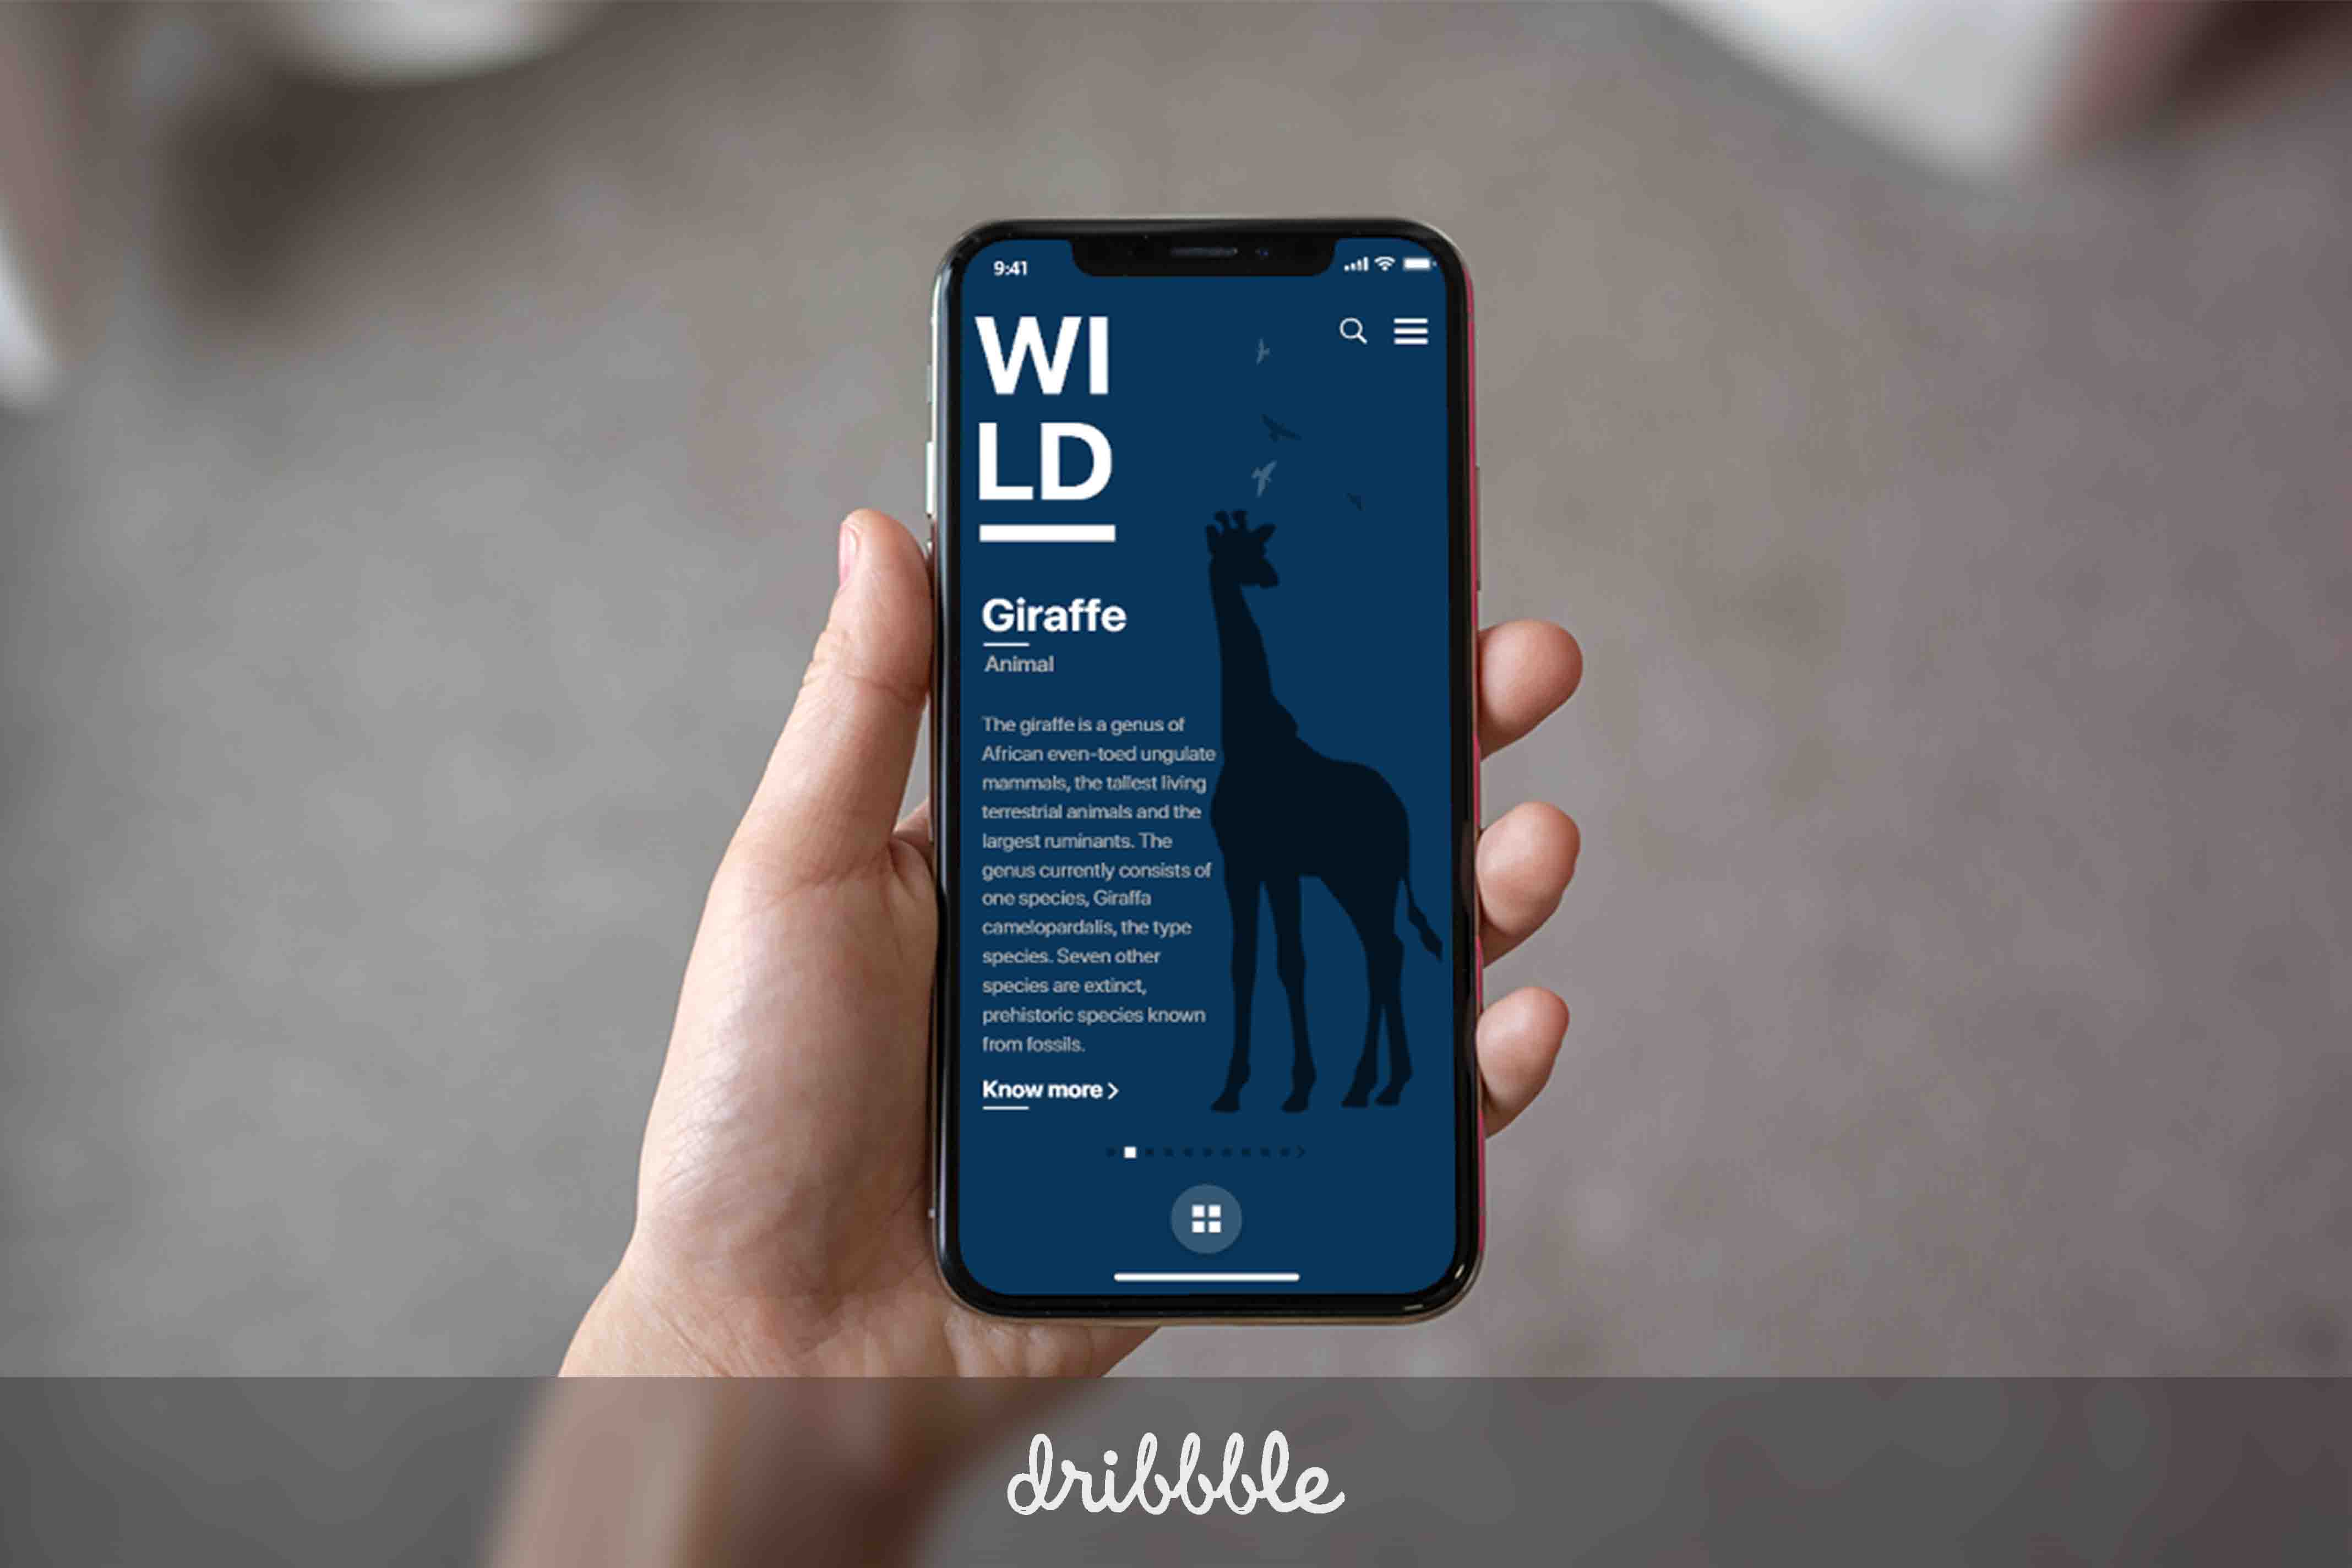 9:41
WI
LD
Giraffe
Animal
The giraffe is a genus of
African even-toed ungulate
mammals, the tallest living
terrestrial animals and the
largest ruminants. The
genus currently consists of
one species, Giraffa
camelopardalis, the type
species. Seven other
species are extinct,
prehistoric species known
from fossils.
Know more >
dribbble